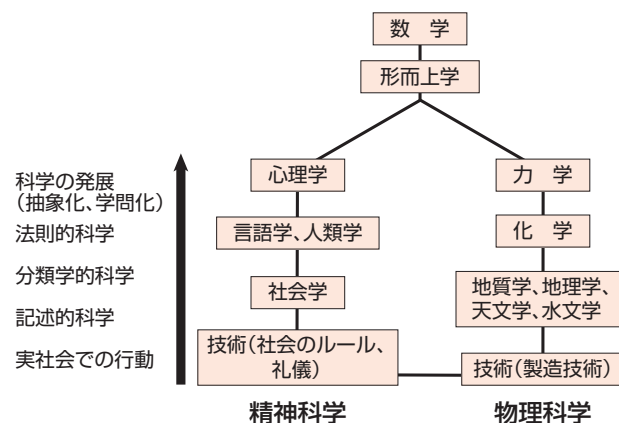 数 学
形而上学
心理学
力 学
科学の発展
(抽象化、学問化)
法則的科学
言語学、人類学
化 学
分類学的科学
社会学
地質学、地理学、
天文学、水文学
記述的科学
実社会での行動
技術(社会のルール、
礼儀)
技術(製造技術)
精神科学
物理科学